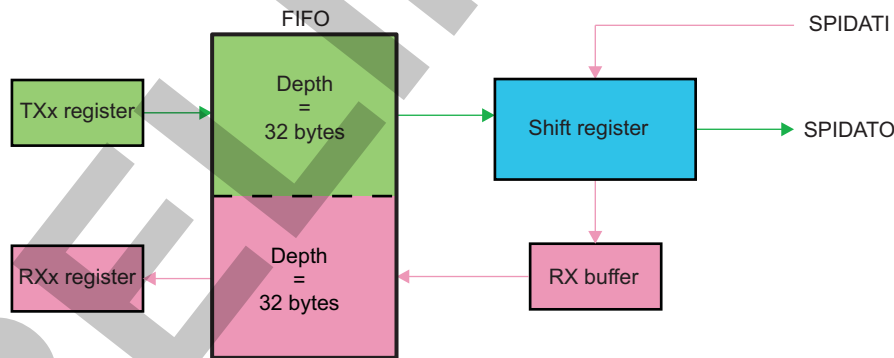 FIFO
SPIDATI
TXx register
Depth
=
32 bytes
Shift register
SPIDATO
RXx register
Depth
=
32 bytes
RX buffer